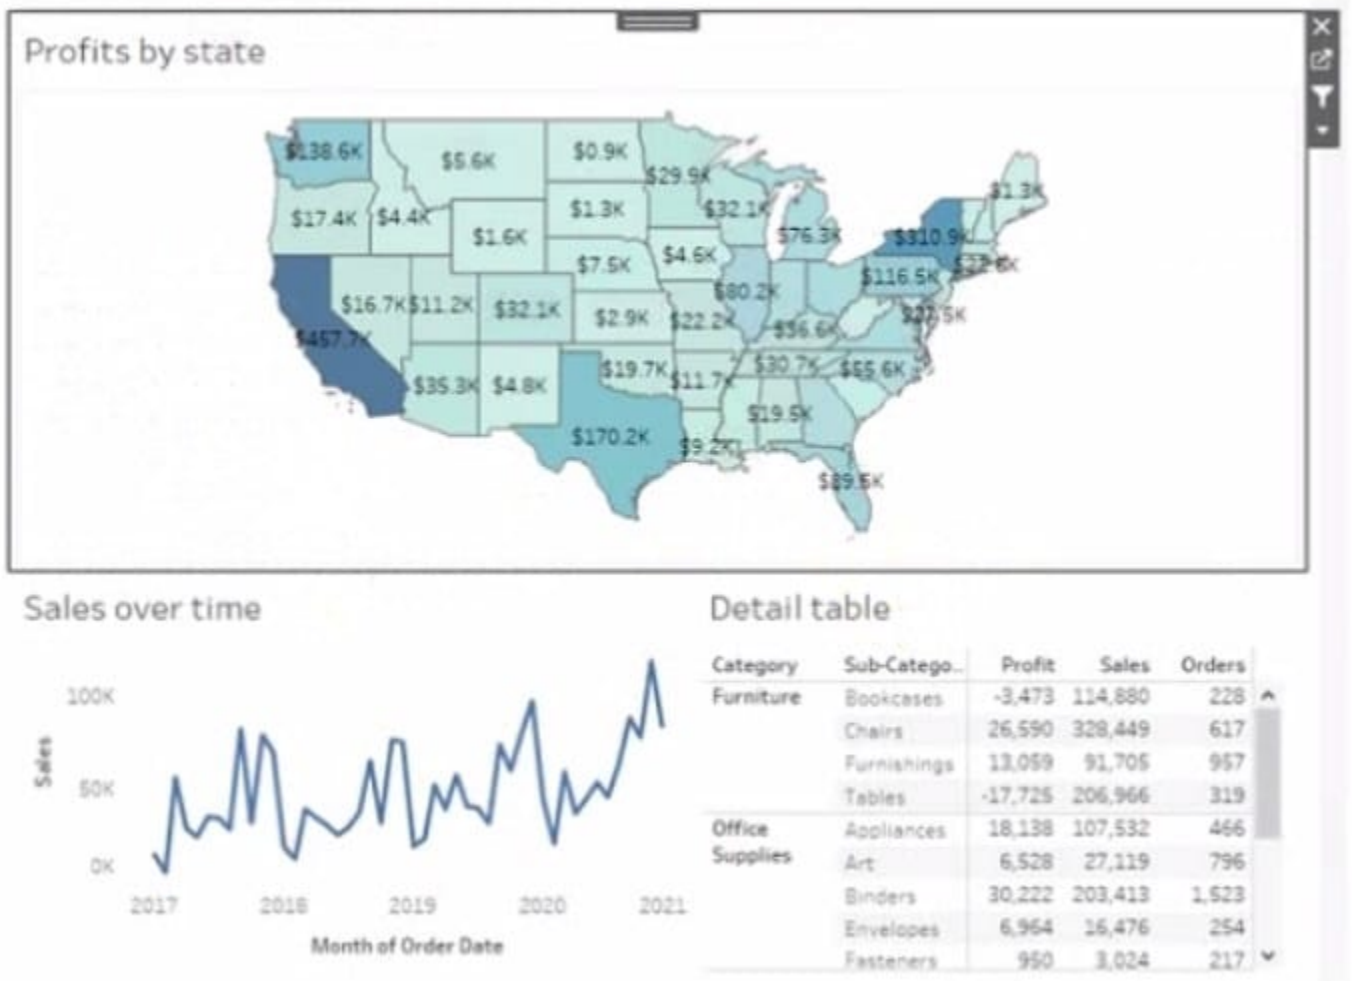 Profits by state
$138.6K
$5.6K
$0.9K
$29.9K
$1.3K
$17.4K
$4.4K
$1.6K
$1.3K
$32.1K
$76.3K
$310.9K
$7.5K
$4.6K
$116.5K
$16.7K
$11.2K
$32.1K
$2.9K
$22.2K
$80.2K
$36.6K
$457.7K
$35.3K
$4.8K
$19.7K
$11.7K
$30.7K
$55.6K
$170.2K
$9.2K
$19.5K
$89.5K
Sales over time
Sales
100K
50K
0K
2017 2018 2019 2020 2021
Month of Order Date
Detail table
Category Sub-Catego.. Profit Sales Orders
Furniture Bookcases -3,473 114,880 228
Chairs 26,590 328,449 617
Furnishings 13,059 91,705 957
Tables -17,725 206,966 319
Office Supplies Appliances 18,138 107,532 466
Art 6,528 27,119 796
Binders 30,222 203,413 1,523
Envelopes 6,964 16,476 254
Fasteners 950 3,024 217